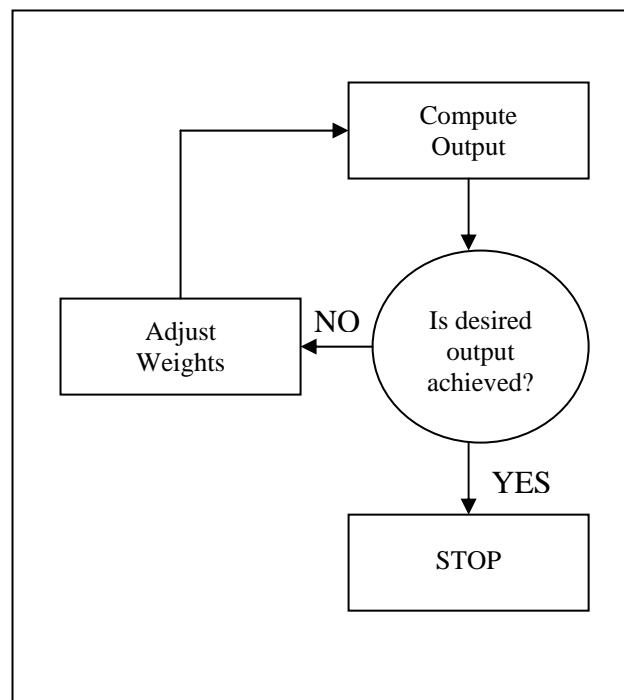 Compute
Output
Is desired
output
achieved?
NO
Adjust
Weights
YES
STOP